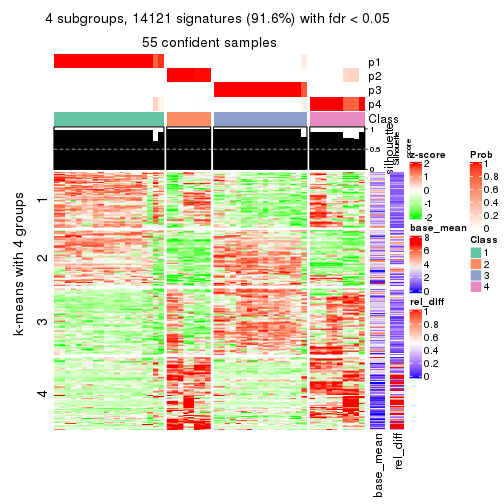 4 subgroups, 14121 signatures (91.6%) with fdr < 0.05
55 confident samples
p1
p2
p3
p4
Class
1
0.5
0
silhouette
Silhouette
score
k-means with 4 groups
1
2
3
4
base_mean
rel_diff
z-score
2
1
0
-1
-2
base_mean
8
6
4
2
0
rel_diff
1
0.8
0.6
0.4
0.2
0
Prob
1
0.8
0.6
0.4
0.2
0
Class
1
2
3
4